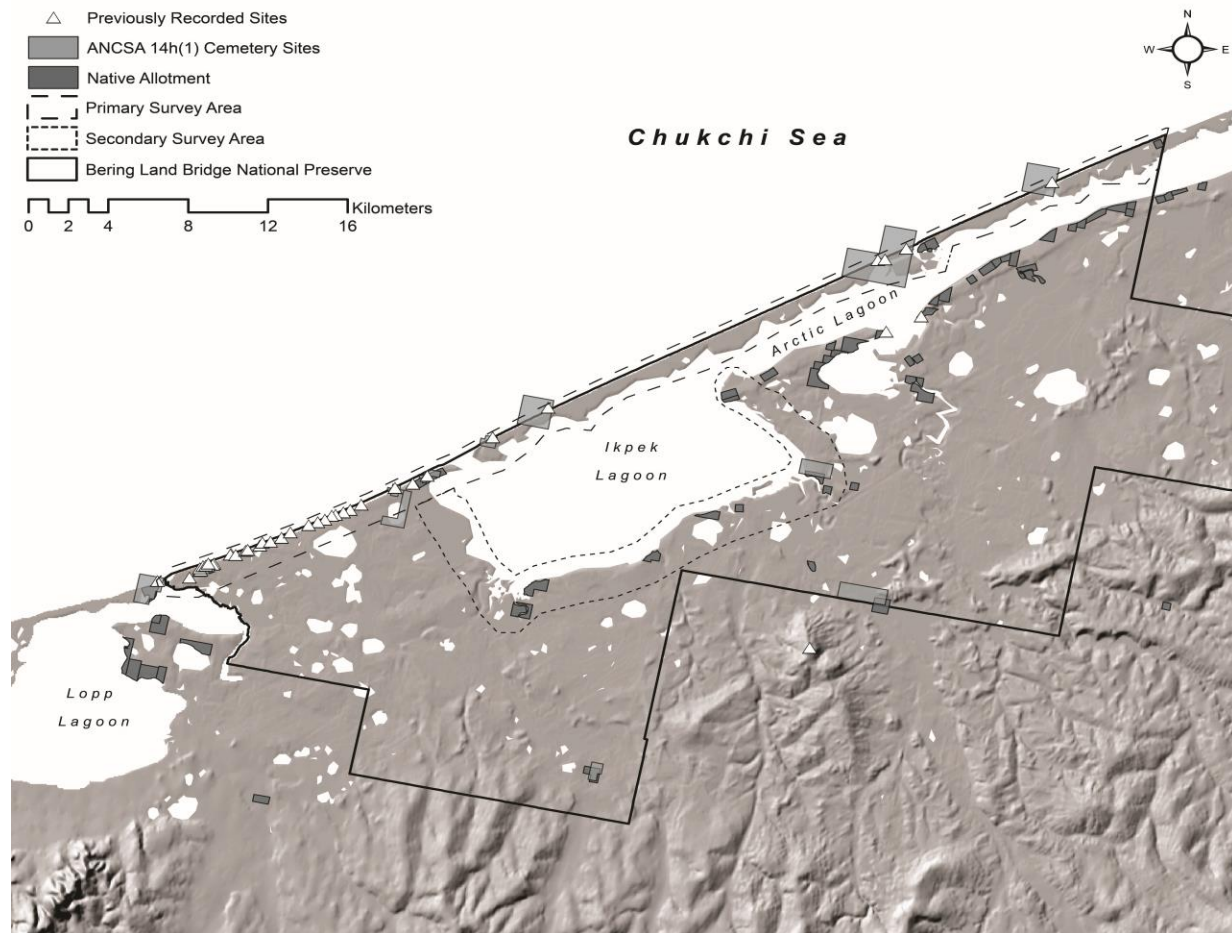 Previously Recorded Sites
ANCSA 14h(1) Cemetery Sites
Native Allotment
Primary Survey Area
Secondary Survey Area
Bering Land Bridge National Preserve
Kilometers
0 2 4 8 12 16
N
W E
S
Chukchi Sea
Arctic Lagoon
Ikpek
Lagoon
Lopp
Lagoon